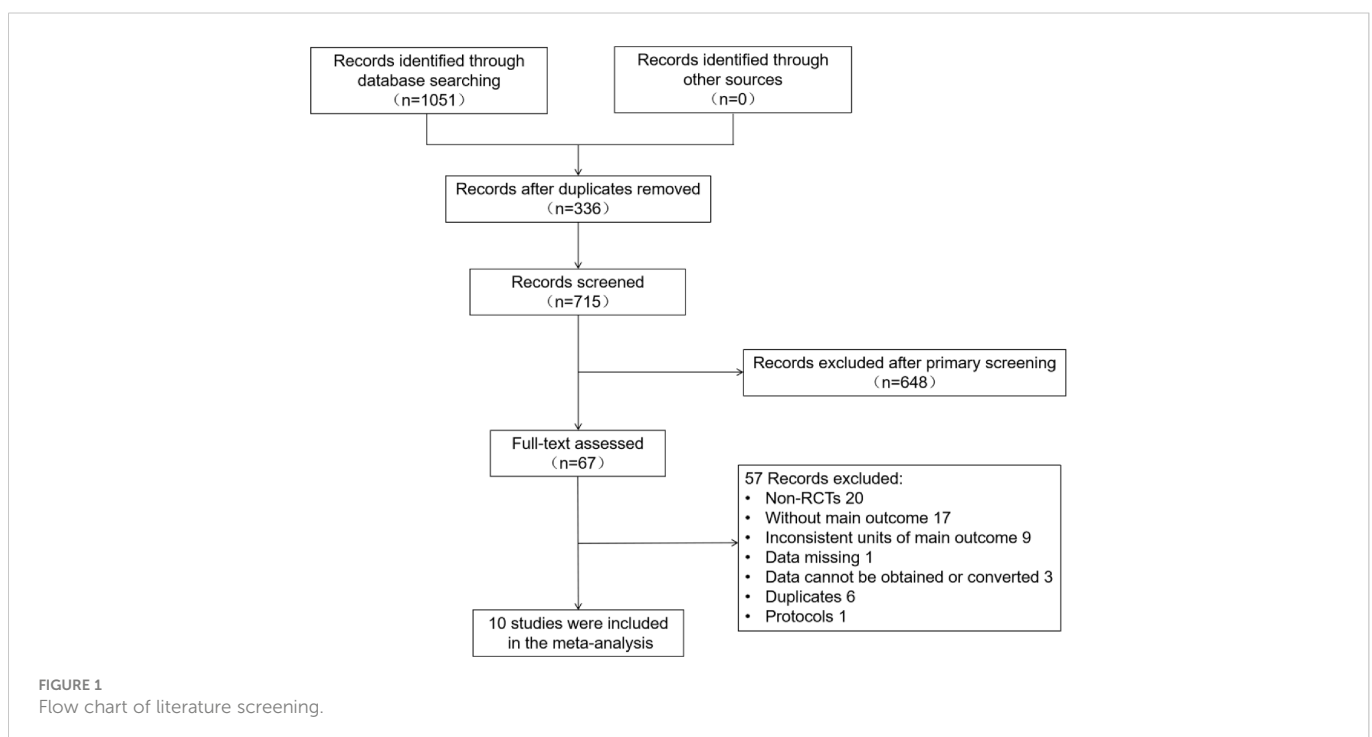 Records identified through
database searching
（n=1051）
Records identified through
other sources
（n=0）
Records after duplicates removed
（n=336）
Records screened
（n=715）
Records excluded after primary screening
（n=648）
Full-text assessed
（n=67）
57 Records excluded:
• Non-RCTs 20
• Without main outcome 17
• Inconsistent units of main outcome 9
• Data missing 1
• Data cannot be obtained or converted 3
• Duplicates 6
• Protocols 1
10 studies were included
in the meta-analysis
FIGURE 1
Flow chart of literature screening.